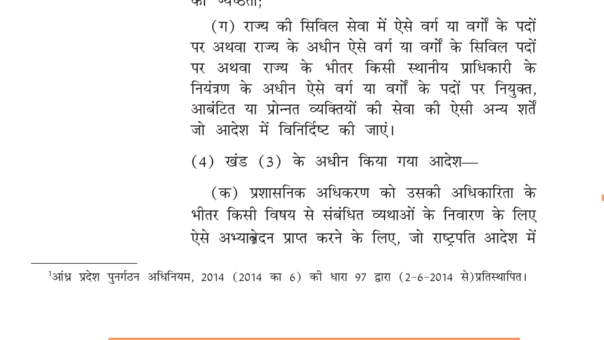 की ज्येष्ठता;
(ग) राज्य की सिविल सेवा में ऐसे वर्ग या वर्गों के पदों
पर अथवा राज्य के अधीन ऐसे वर्ग या वर्गों के सिविल पदों
पर अथवा राज्य के भीतर किसी स्थानीय प्राधिकारी के
नियंत्रण के अधीन ऐसे वर्ग या वर्गों के पदों पर नियुक्त,
आबंटित या प्रोन्नत व्यक्तियों की सेवा की ऐसी अन्य शर्तें
जो आदेश में विनिर्दिष्ट की जाएं।
(4) खंड (3) के अधीन किया गया आदेश—
(क) प्रशासनिक अधिकरण को उसकी अधिकारिता के
भीतर किसी विषय से संबंधित व्यथाओं के निवारण के लिए
ऐसे प्राप्त करने के लिए, जो राष्ट्रपति आदेश में
¹आंध्र प्रदेश पुनर्गठन अधिनियम, 2014 (2014 का 6) की धारा 97 द्वारा (2-6-2014 से)प्रतिस्थापित।